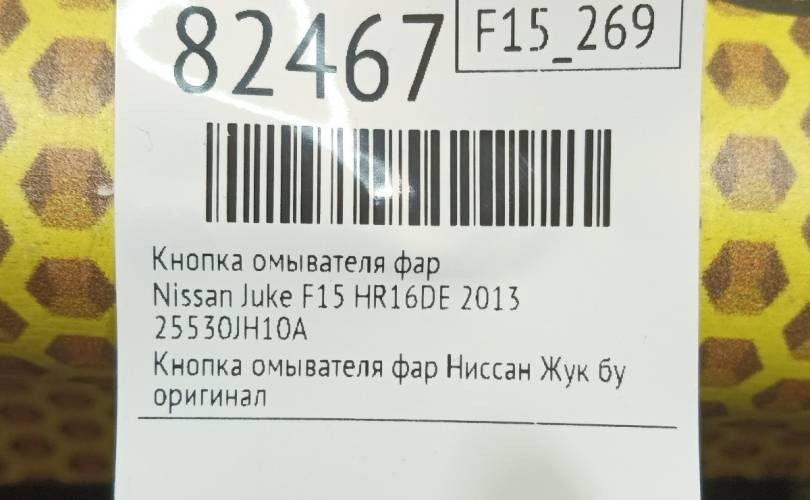 82467
F15_269
Кнопка омывателя фар
Nissan Juke F15 HR16DE 2013
25530JH10A
Кнопка омывателя фар Ниссан Жук бу
оригинал